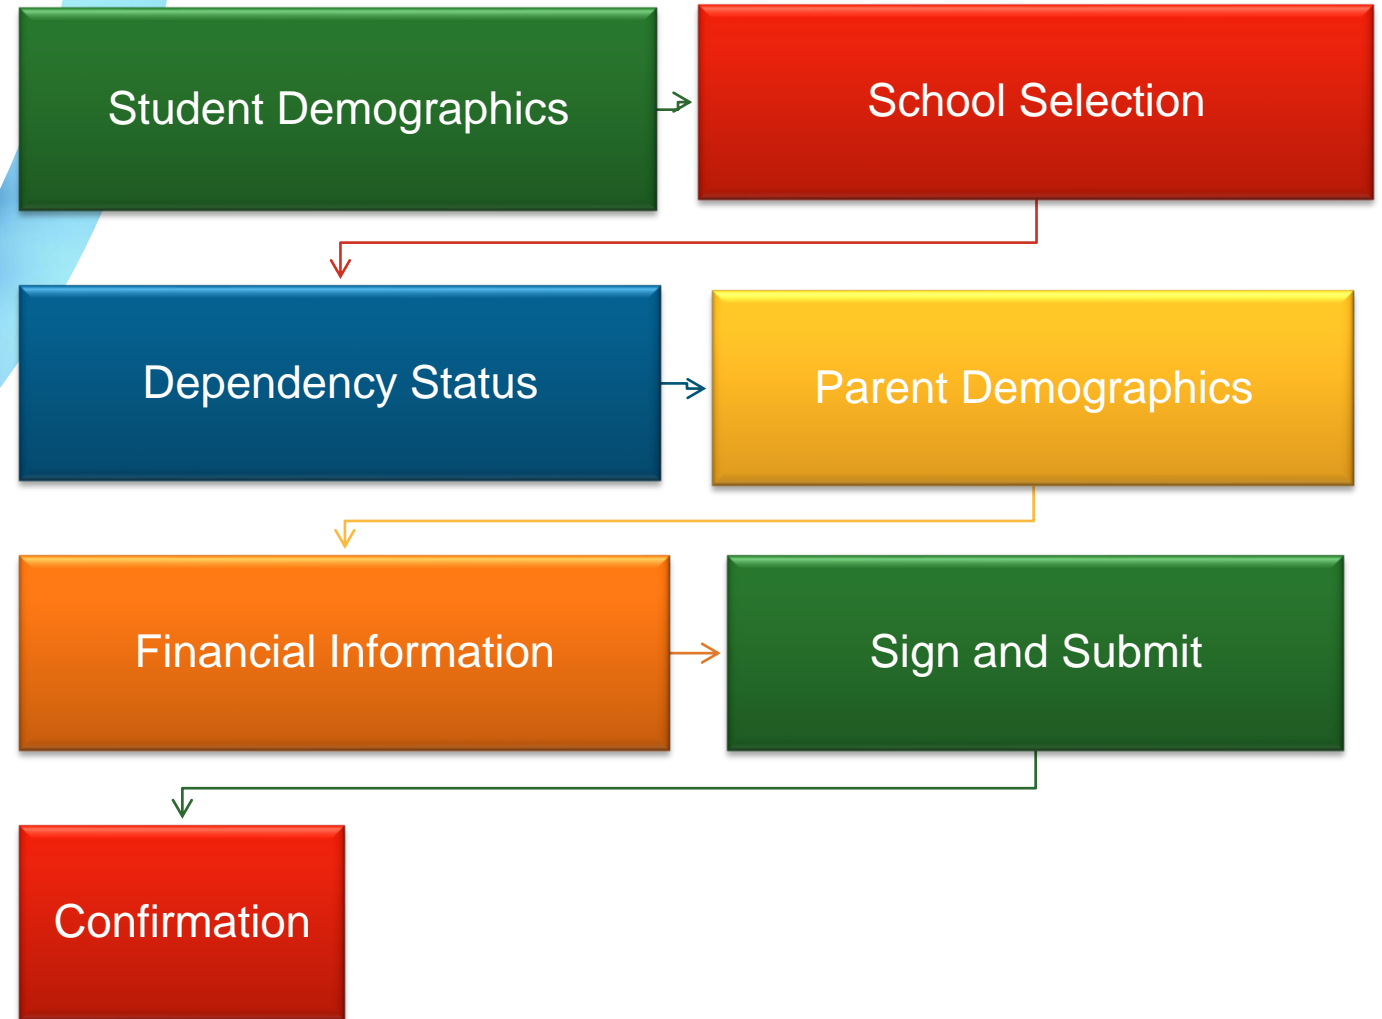 Student Demographics
School Selection
Dependency Status
Parent Demographics
Financial Information
Sign and Submit
Confirmation